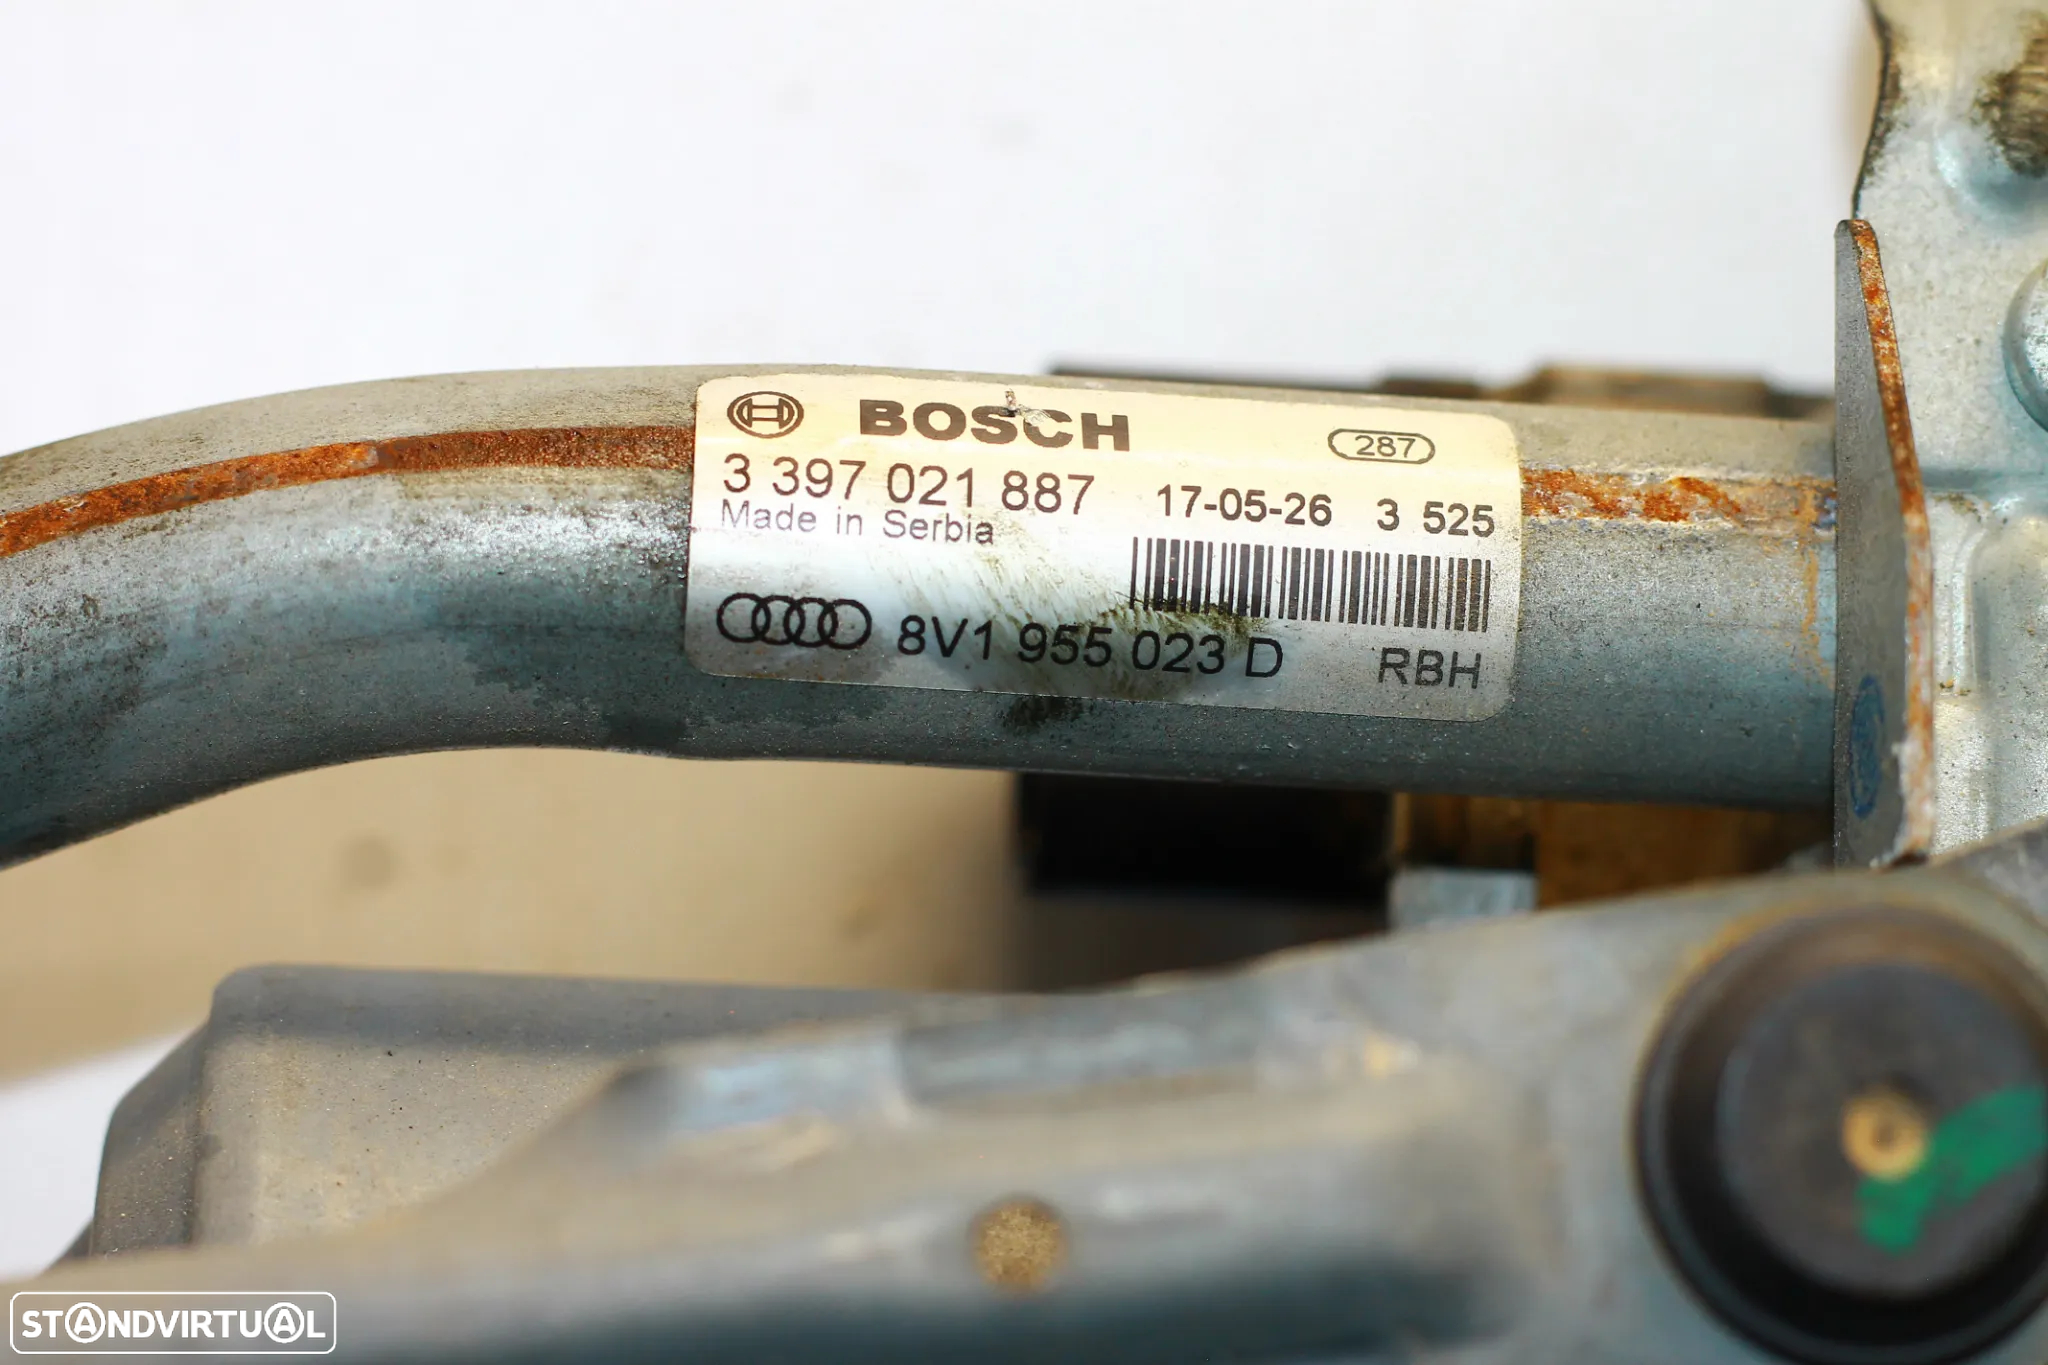 BOSCH
287
3 397 021 887 17-05-26 3 525
Made in Serbia
8V1 955 023 D RBH
STANDVIRTUAL